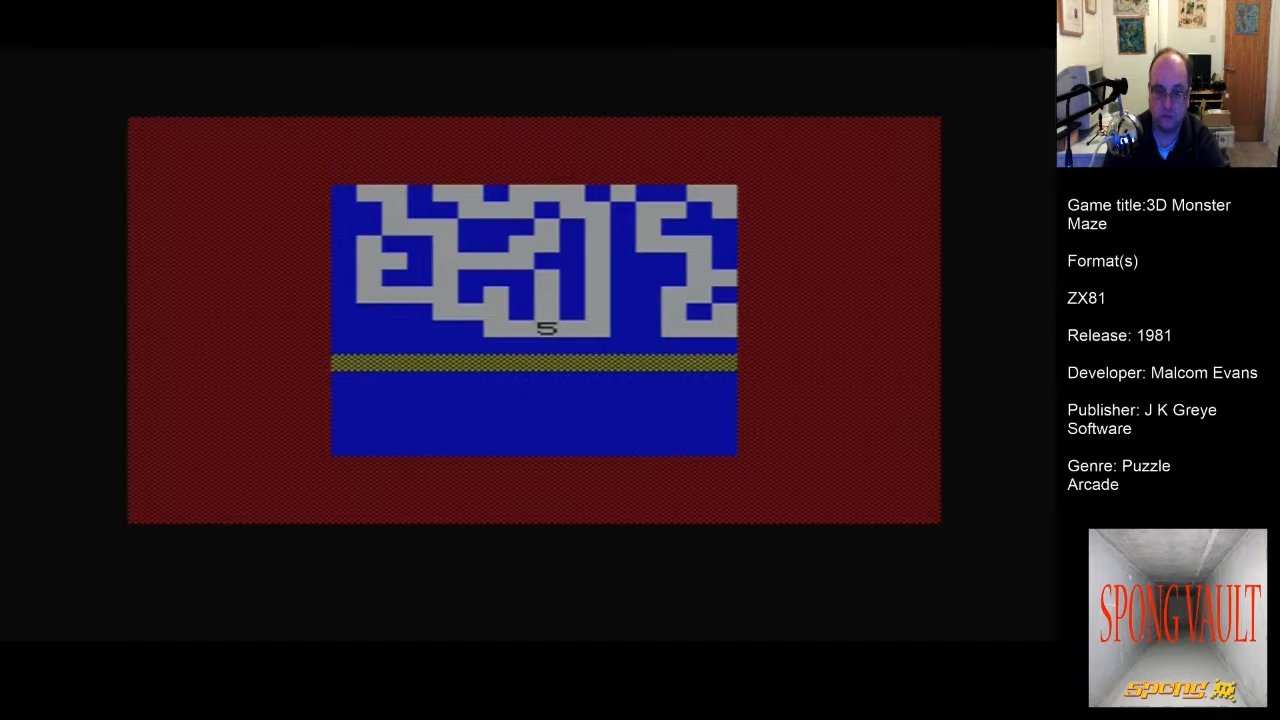 5
Game title:3D Monster
Maze
Format(s)
ZX81
Release: 1981
Developer: Malcom Evans
Publisher: J K Greye
Software
Genre: Puzzle
Arcade
SPONG VAULT
spong